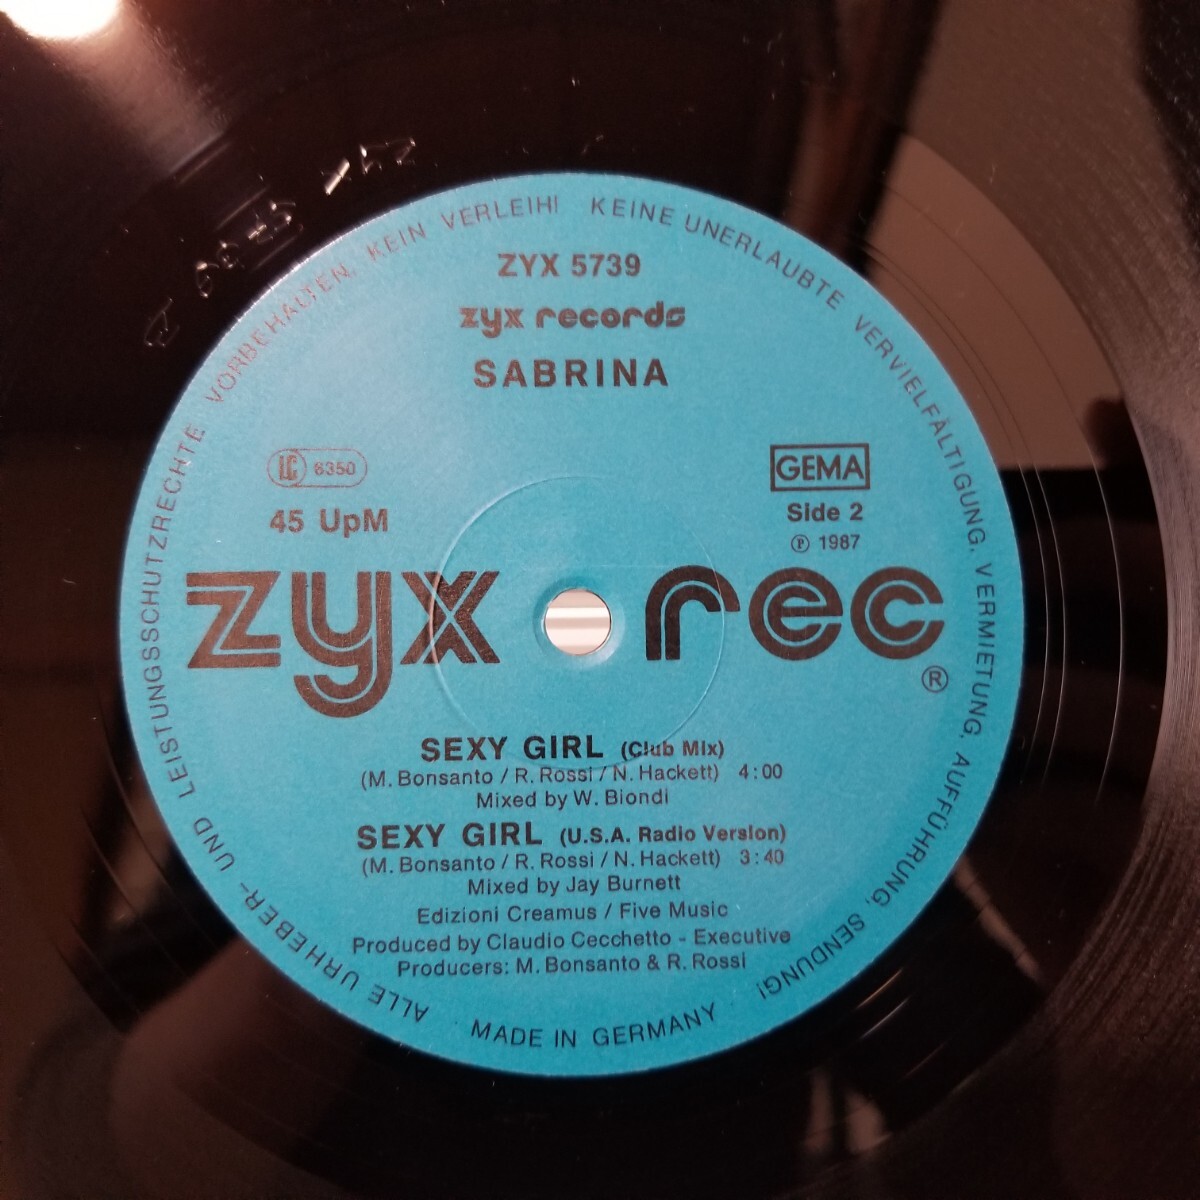 ZYX 5739
zyx records
SABRINA
LC 6350
GEMA
45 UpM
Side 2
℗ 1987
zyx rec ®
SEXY GIRL (Club Mix)
(M. Bonsanto / R. Rossi / N. Hackett) 4:00
Mixed by W. Biondi
SEXY GIRL (U.S.A. Radio Version)
(M. Bonsanto / R. Rossi / N. Hackett) 3:40
Mixed by Jay Burnett
Edizioni Creamus / Five Music
Produced by Claudio Cecchetto - Executive
Producers: M. Bonsanto & R. Rossi
ALLE URHEBER- UND LEISTUNGSSCHUTZRECHTE VORBEHALTEN, KEIN VERLEIH! KEINE UNERLAUBTE VERVIELFÄLTIGUNG, VERMIETUNG, AUFFÜHRUNG, SENDUNG!
MADE IN GERMANY